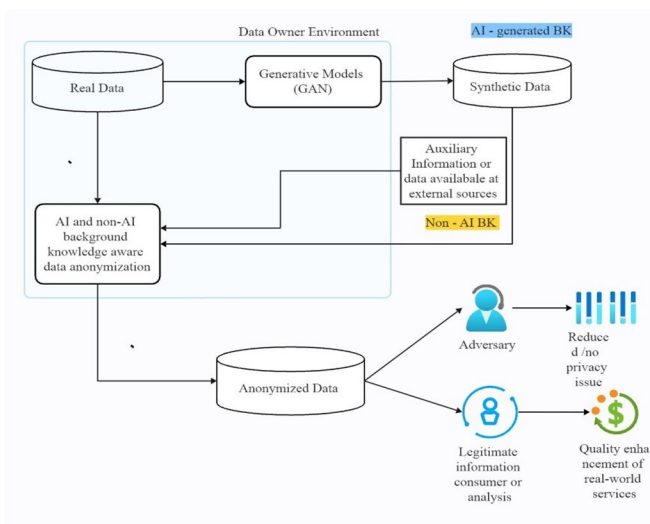 Data Owner Environment
AI - generated BK
Real Data
Generative Models
(GAN)
Synthetic Data
Auxiliary
Information or
data availabale at
external sources
AI and non-AI
background
knowledge aware
data anonymization
Non - AI BK
Anonymized Data
Adversary
Reduce
d /no
privacy
issue
Legitimate
information
consumer or
analysis
Quality enha
ncement of
real-world
services